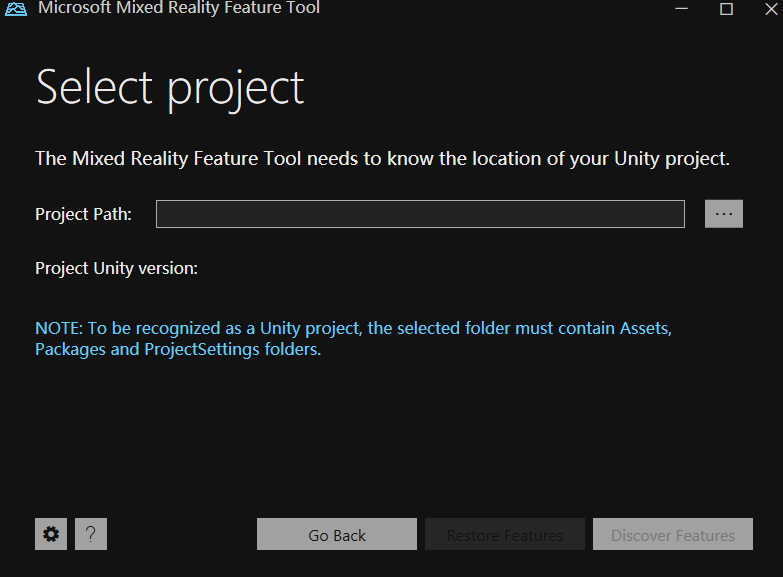 Microsoft Mixed Reality Feature Tool
Select project
The Mixed Reality Feature Tool needs to know the location of your Unity project.
Project Path:
...
Project Unity version:
NOTE: To be recognized as a Unity project, the selected folder must contain Assets,
Packages and ProjectSettings folders.
? Go Back Restore Features Discover Features